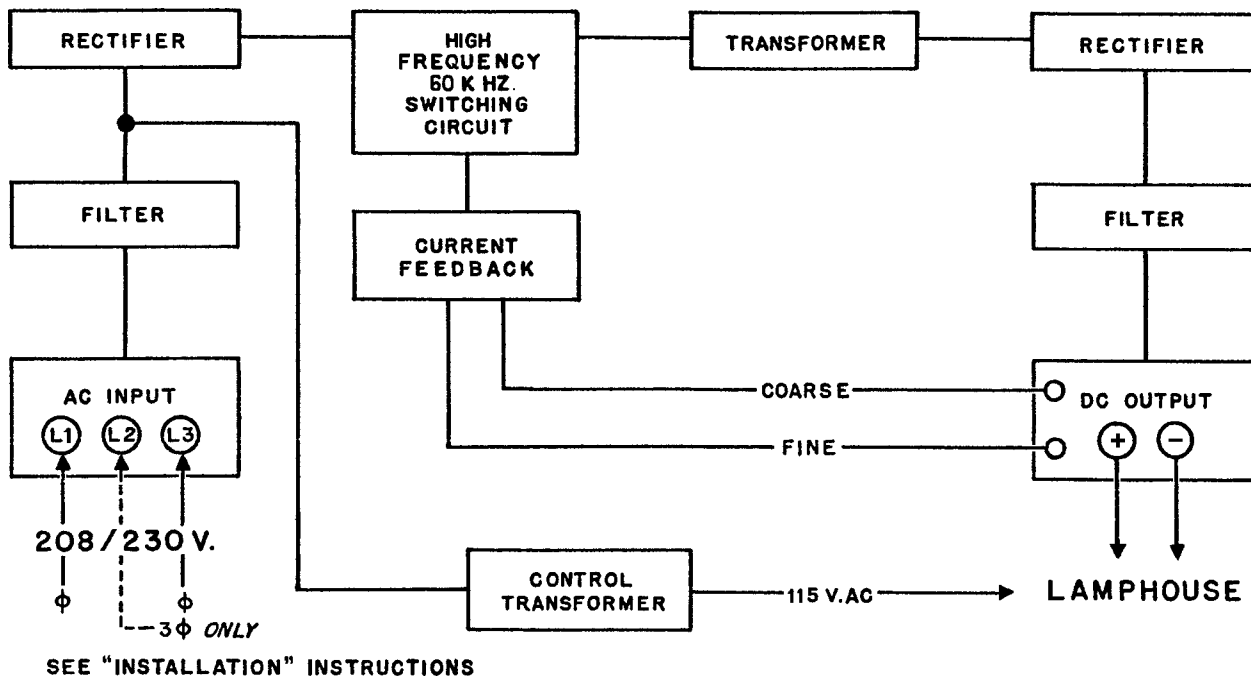 RECTIFIER
HIGH
FREQUENCY
60 K HZ.
SWITCHING
CIRCUIT
TRANSFORMER
RECTIFIER
FILTER
CURRENT
FEEDBACK
FILTER
AC INPUT
L1 L2 L3
COARSE
FINE
DC OUTPUT
+ −
208/230 V.
ϕ ϕ
3ϕ ONLY
CONTROL
TRANSFORMER
115 V. AC
LAMPHOUSE
SEE "INSTALLATION" INSTRUCTIONS